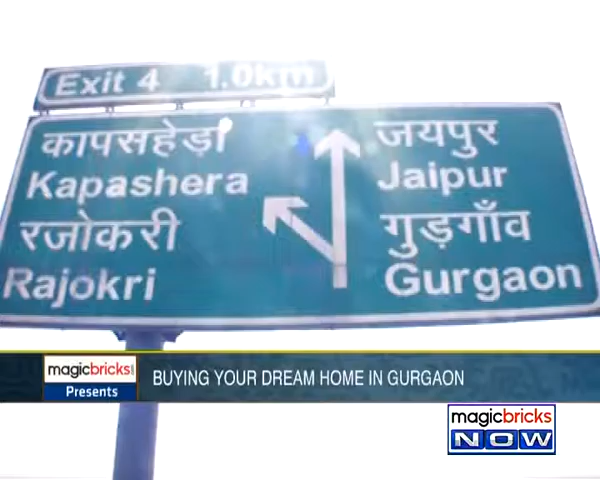 Exit 4 1.0km
कापसहेड़ा
Kapashera
रजोकरी
Rajokri
जयपुर
Jaipur
गुड़गाँव
Gurgaon
magicbricks
Presents
BUYING YOUR DREAM HOME IN GURGAON
magicbricks
NOW